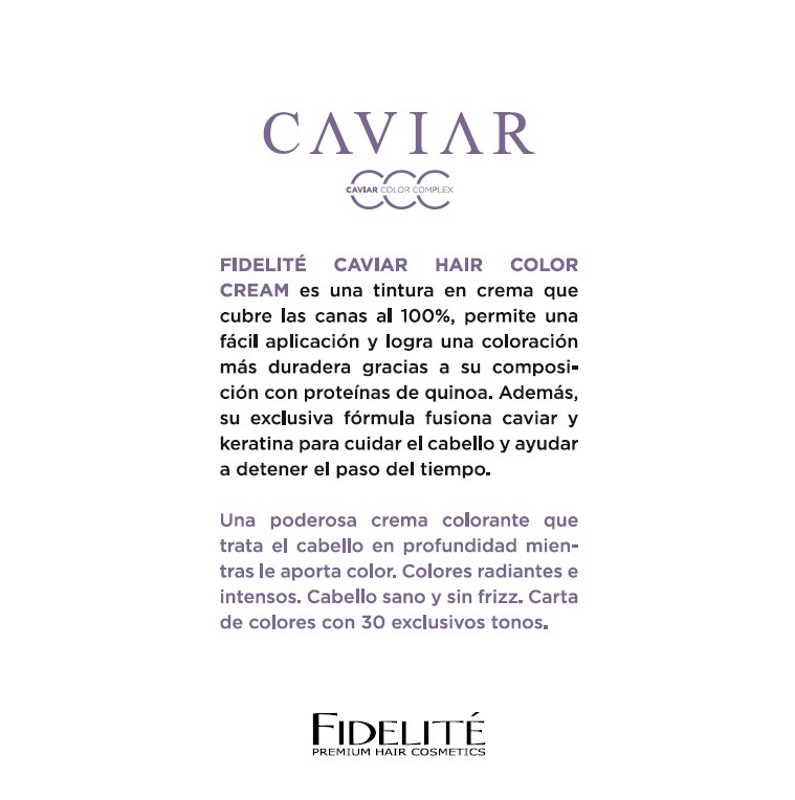 CAVIAR
CAVIAR COLOR COMPLEX
FIDELITÉ CAVIAR HAIR COLOR
CREAM es una tintura en crema que
cubre las canas al 100%, permite una
fácil aplicación y logra una coloración
más duradera gracias a su composi-
ción con proteínas de quinoa. Además,
su exclusiva fórmula fusiona caviar y
keratina para cuidar el cabello y ayudar
a detener el paso del tiempo.
Una poderosa crema colorante que
trata el cabello en profundidad mien-
tras le aporta color. Colores radiantes e
intensos. Cabello sano y sin frizz. Carta
de colores con 30 exclusivos tonos.
FIDELITÉ
PREMIUM HAIR COSMETICS